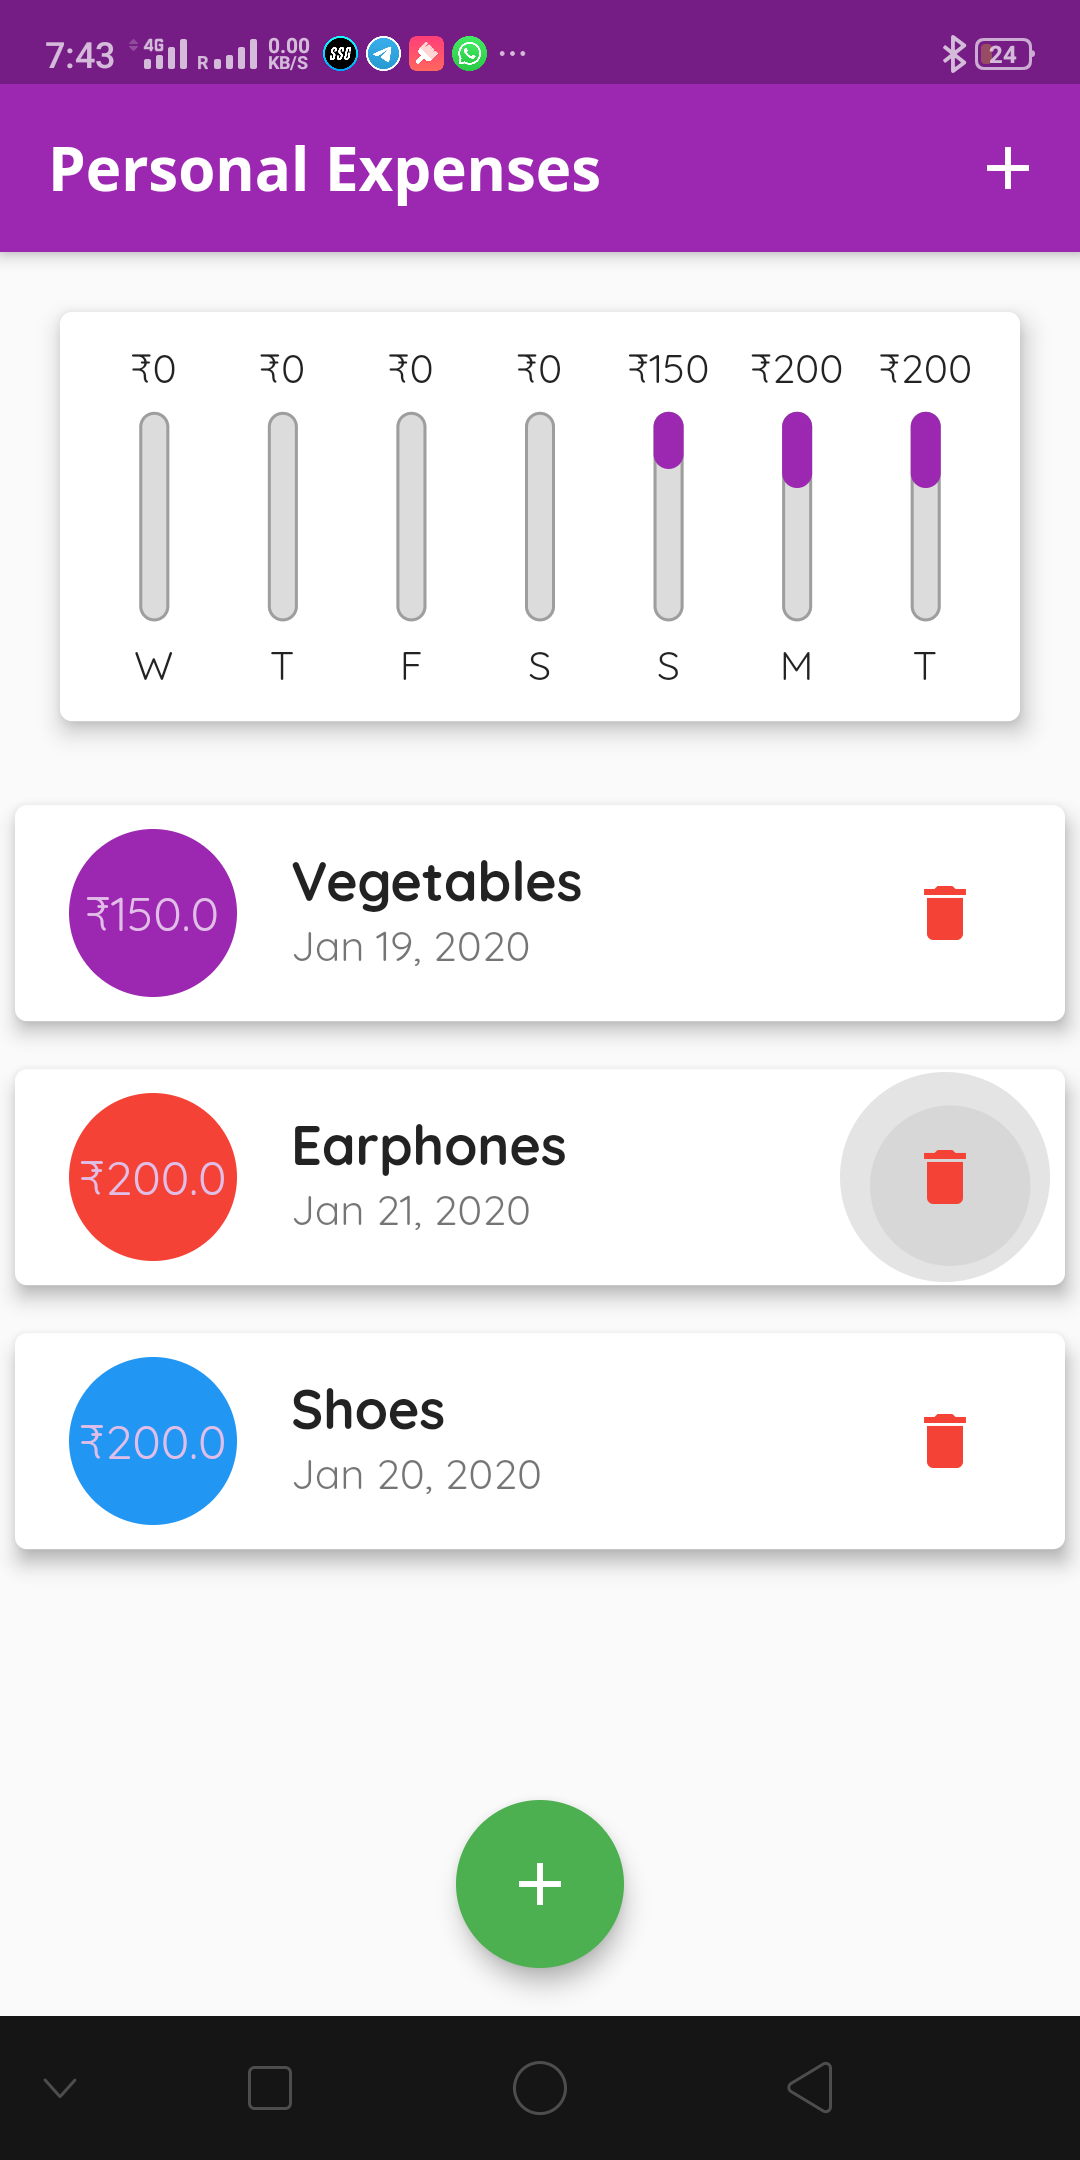 7:43 4G R 0.00 KB/S SSO ... 24
Personal Expenses
₹0 ₹0 ₹0 ₹0 ₹150 ₹200 ₹200
W T F S S M T
₹150.0
Vegetables
Jan 19, 2020
₹200.0
Earphones
Jan 21, 2020
₹200.0
Shoes
Jan 20, 2020